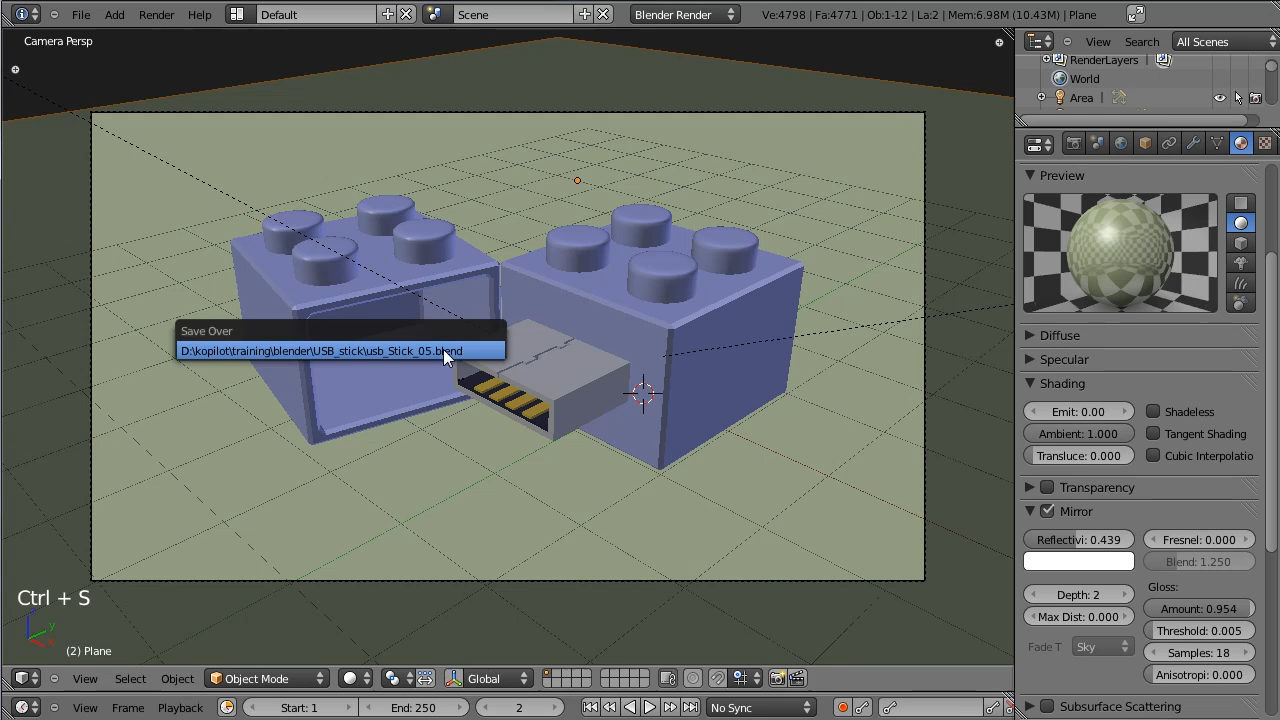 File Add Render Help Default Scene Blender Render Ve:4798 | Fa:4771 | Ob:1-12 | La:2 | Mem:6.98M (10.43M) | Plane
Camera Persp
View Search All Scenes
RenderLayers |
World
Area |
Preview
Save Over
D:\kopilot\training\blender\USB_stick\usb_Stick_05.blend
Diffuse
Specular
Shading
Emit: 0.00 Shadeless
Ambient: 1.000 Tangent Shading
Transluce: 0.000 Cubic Interpolatio
Transparency
Mirror
Reflectivi: 0.439 Fresnel: 0.000
Blend: 1.250
Depth: 2 Gloss:
Max Dist: 0.000 Amount: 0.954
Threshold: 0.005
Fade T Sky Samples: 18
Anisotropi: 0.000
Subsurface Scattering
Ctrl + S
z
y
x
(2) Plane
View Select Object Object Mode Global
View Frame Playback Start: 1 End: 250 2 No Sync